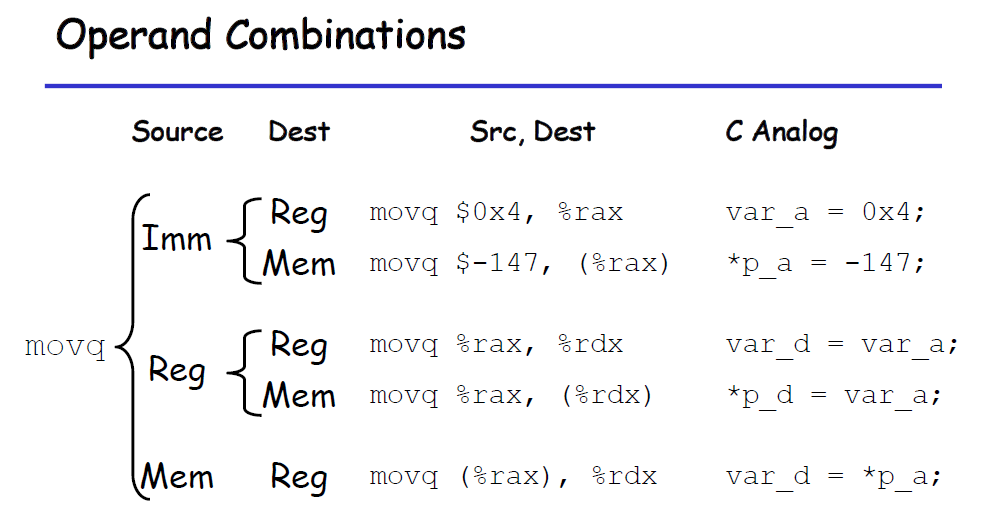 Operand Combinations
Source Dest Src, Dest C Analog
Imm
Reg movq $0x4, %rax var_a = 0x4;
Mem movq $-147, (%rax) *p_a = -147;
movq
Reg
Reg movq %rax, %rdx var_d = var_a;
Mem movq %rax, (%rdx) *p_d = var_a;
Mem Reg movq (%rax), %rdx var_d = *p_a;